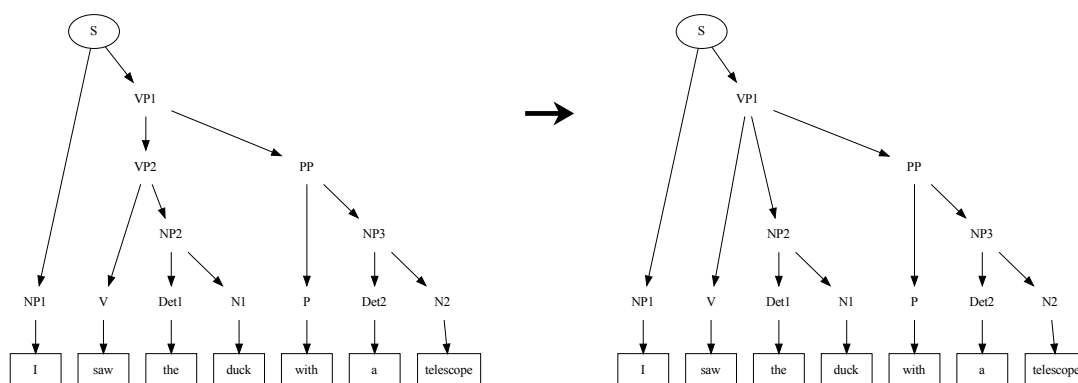 S S
VP1 VP1
VP2 PP PP
NP2 NP3 NP2 NP3
NP1 V Det1 N1 P Det2 N2 NP1 V Det1 N1 P Det2 N2
I saw the duck with a telescope I saw the duck with a telescope